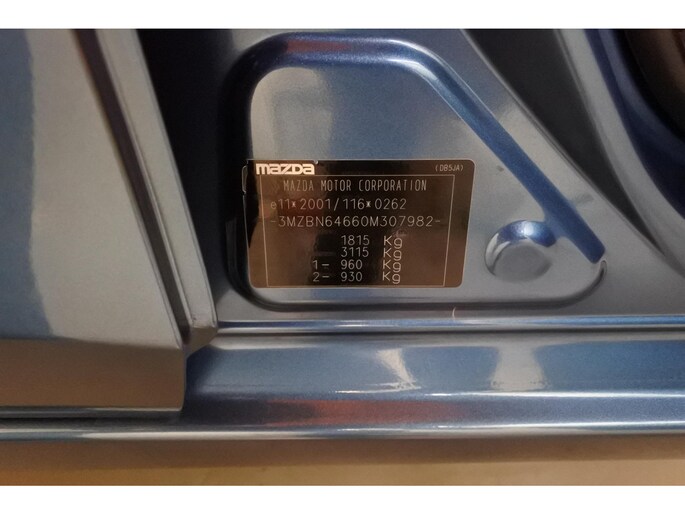 mazda
(DB5JA)
MAZDA MOTOR CORPORATION
e11*2001/116*0262
-3MZBN64660M307982-
1815 Kg
3115 Kg
1- 960 Kg
2- 930 Kg